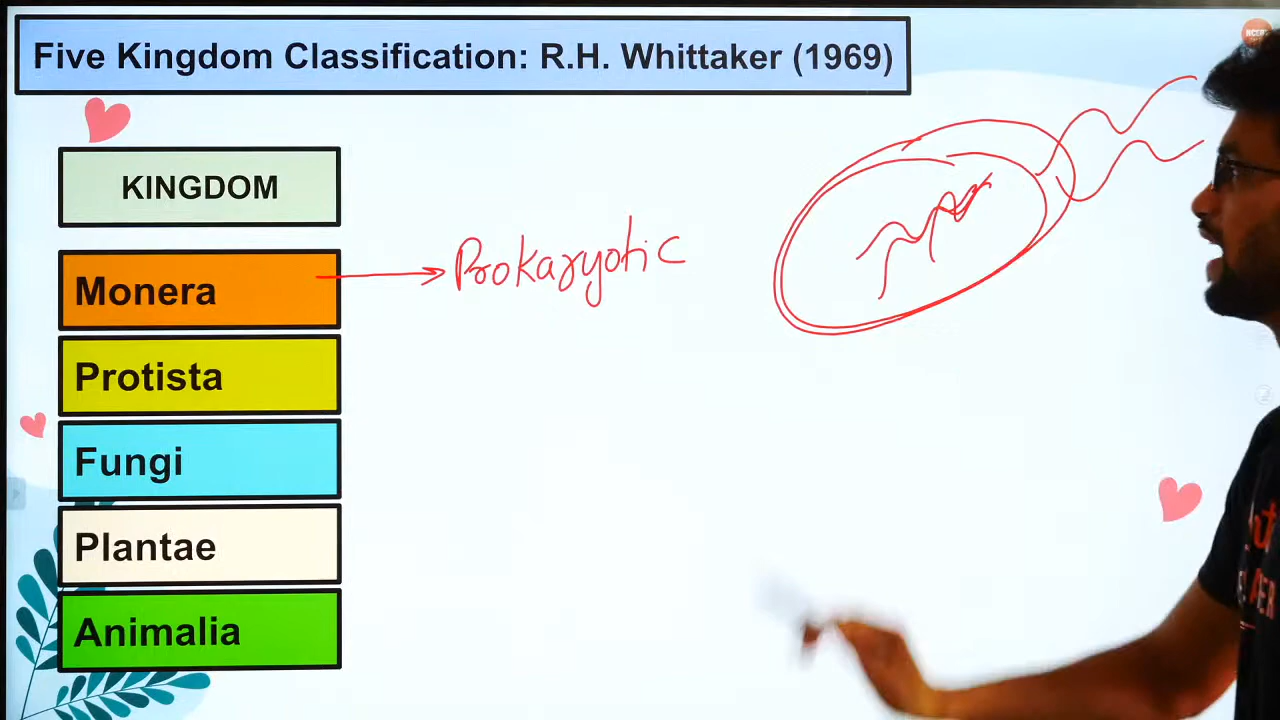 Five Kingdom Classification: R.H. Whittaker (1969)
KINGDOM
Monera
Prokaryotic
Protista
Fungi
Plantae
Animalia